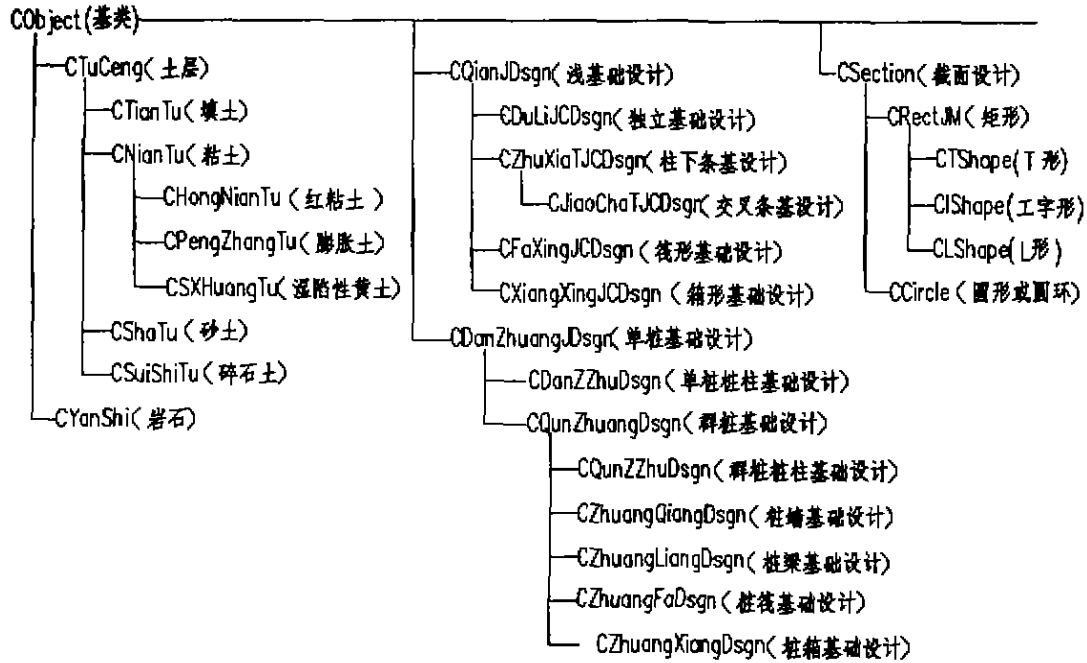 CObject(基类)
CTuCeng(土层)
CTianTu(填土)
CNianTu(粘土)
CHongNianTu(红粘土)
CPengZhangTu(膨胀土)
CSXHuangTu(湿陷性黄土)
CShaTu(砂土)
CSuiShiTu(碎石土)
CYanShi(岩石)
CQianJDsgn(浅基础设计)
CDuLiJCDsgn(独立基础设计)
CZhuXiaTJCDsgn(柱下条基设计)
CJiaoChaTJCDsgn(交叉条基设计)
CFaXingJCDsgn(筏形基础设计)
CXiangXingJCDsgn(箱形基础设计)
CDanZhuangJDsgn(单桩基础设计)
CDanZZhuDsgn(单桩桩柱基础设计)
CQunZhuangDsgn(群桩基础设计)
CQunZZhuDsgn(群桩桩柱基础设计)
CZhuangQiangDsgn(桩墙基础设计)
CZhuangLiangDsgn(桩梁基础设计)
CZhuangFaDsgn(桩筏基础设计)
CZhuangXiangDsgn(桩箱基础设计)
CSection(截面设计)
CRectJM(矩形)
CTShape(T形)
CIShape(工字形)
CLShape(L形)
CCircle(圆形或圆环)